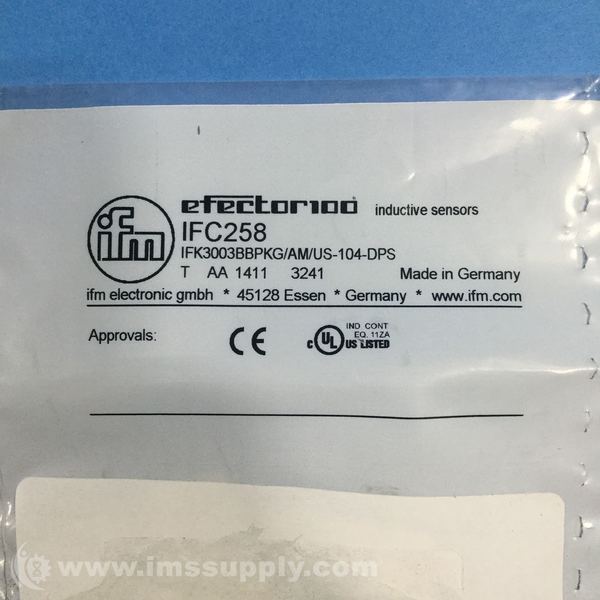 ifm
efector100 inductive sensors
IFC258
IFK3003BBPKG/AM/US-104-DPS
T AA 1411 3241 Made in Germany
ifm electronic gmbh * 45128 Essen * Germany * www.ifm.com
Approvals: CE c UL US LISTED
IND CONT
EQ. 11ZA
www.imssupply.com